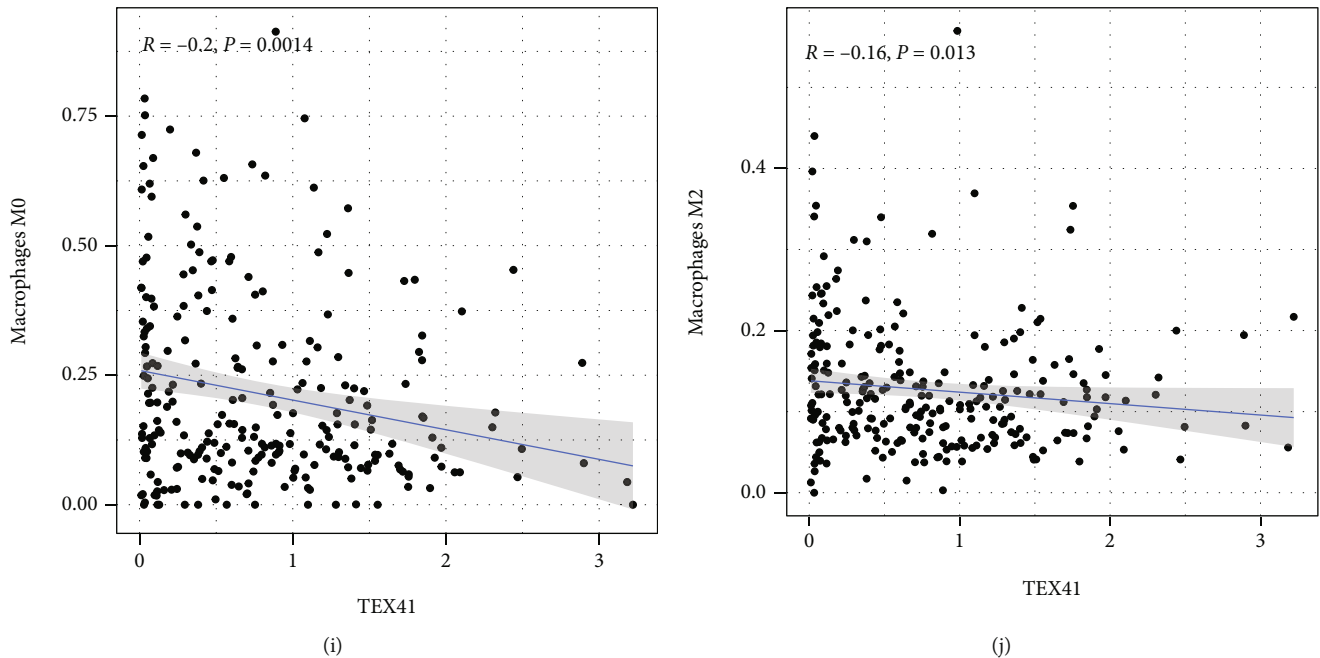 R = –0.2, P = 0.0014
Macrophages M0
0.75
0.50
0.25
0.00
0 1 2 3
TEX41
(i)
R = –0.16, P = 0.013
Macrophages M2
0.4
0.2
0.0
0 1 2 3
TEX41
(j)